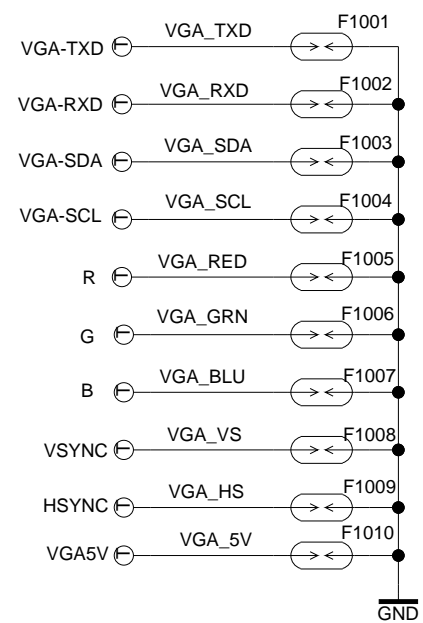 VGA-TXD VGA_TXD F1001
VGA-RXD VGA_RXD F1002
VGA-SDA VGA_SDA F1003
VGA-SCL VGA_SCL F1004
R VGA_RED F1005
G VGA_GRN F1006
B VGA_BLU F1007
VSYNC VGA_VS F1008
HSYNC VGA_HS F1009
VGA5V VGA_5V F1010
GND